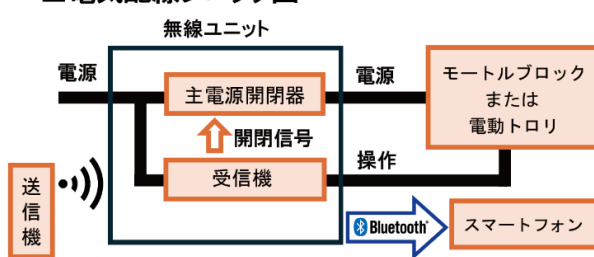 無線ユニット
電源
主電源開閉器
電源
モートルブロック
または
電動トロリ
開閉信号
操作
受信機
送信機
Bluetooth
スマートフォン